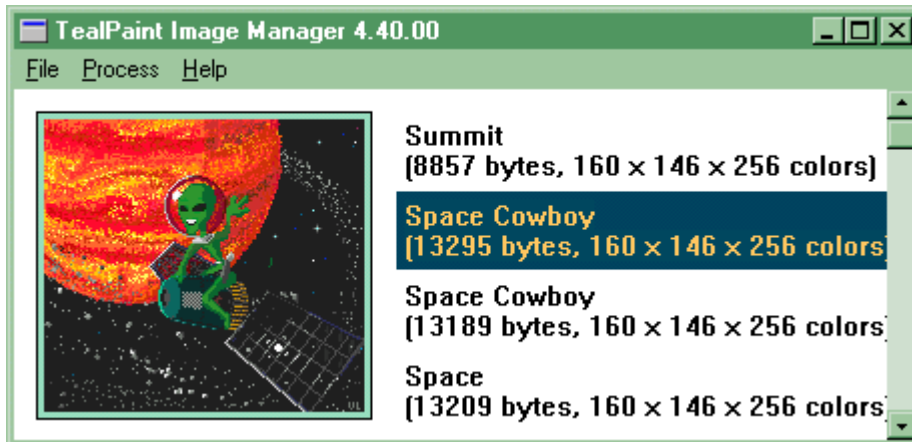 TealPaint Image Manager 4.40.00
File Process Help
Summit
(8857 bytes, 160 x 146 x 256 colors)
Space Cowboy
(13295 bytes, 160 x 146 x 256 colors
Space Cowboy
(13189 bytes, 160 x 146 x 256 colors
Space
(13209 bytes, 160 x 146 x 256 colors